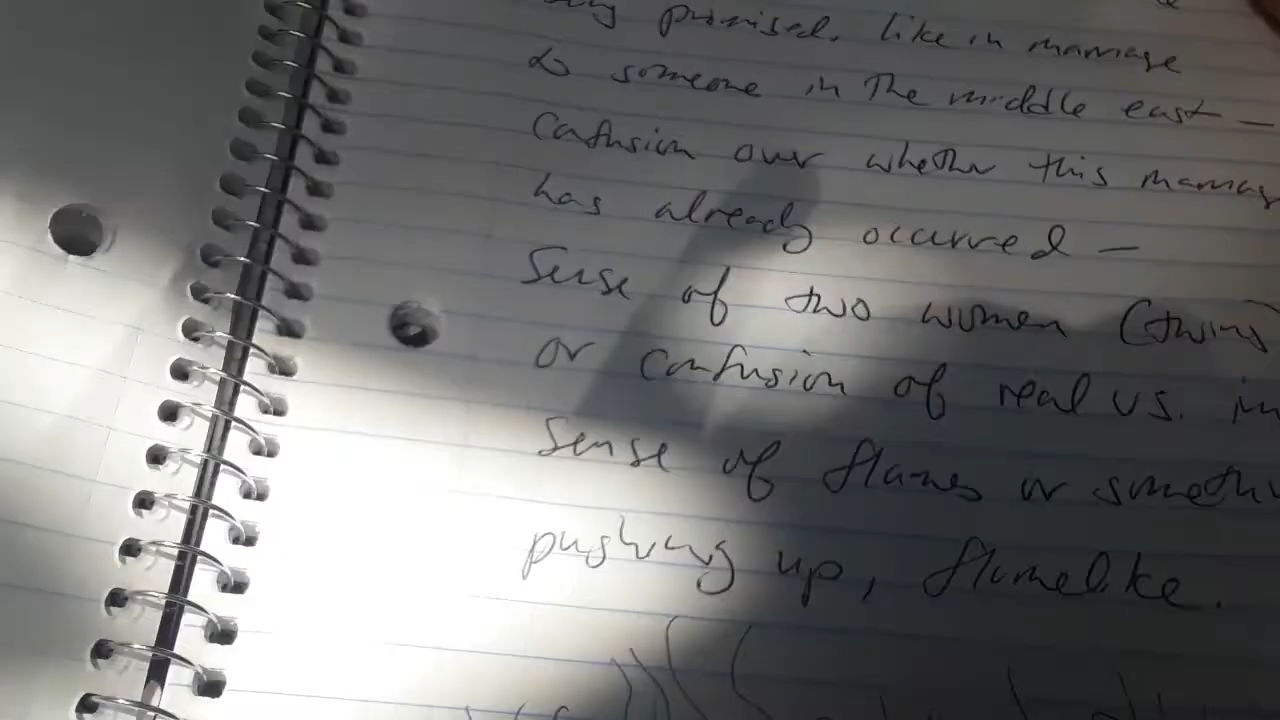 promised. like in marriage
to someone in the middle east –
confusion over whether this
has already occurred –
Sense of two women (twins)
or confusion of real vs.
Sense of flames or
pushing up, flamelike.